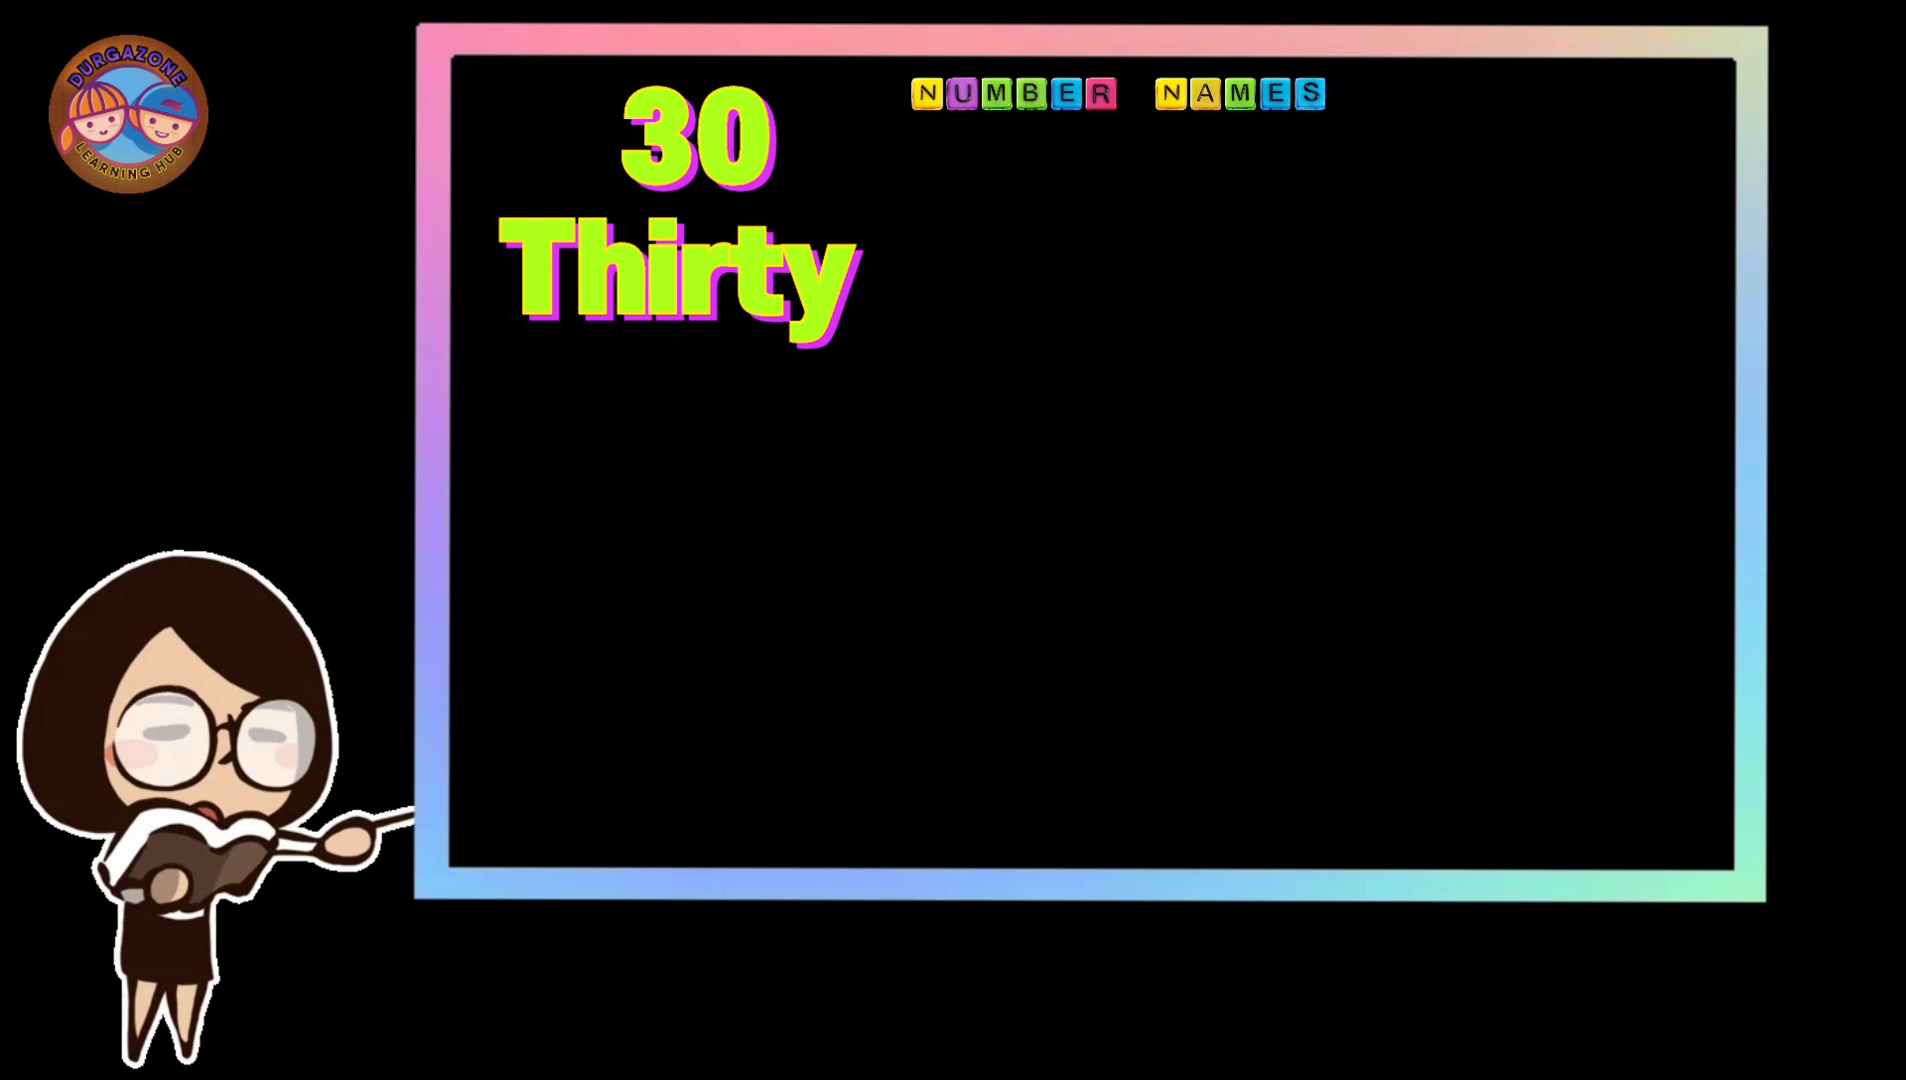 DURGAZONE
LEARNING HUB
NUMBER NAMES
30
Thirty